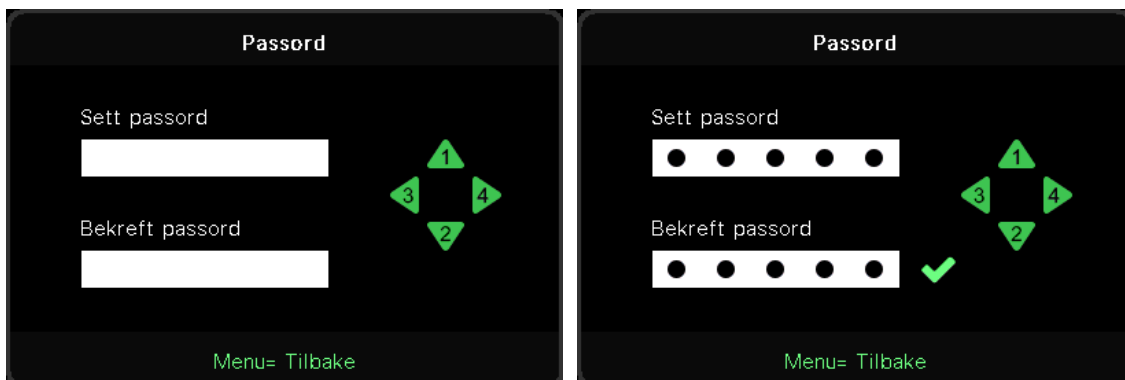 Passord
Sett passord
1
3
4
Bekreft passord
2
Menu= Tilbake
Passord
Sett passord
1
3
4
Bekreft passord
2
Menu= Tilbake